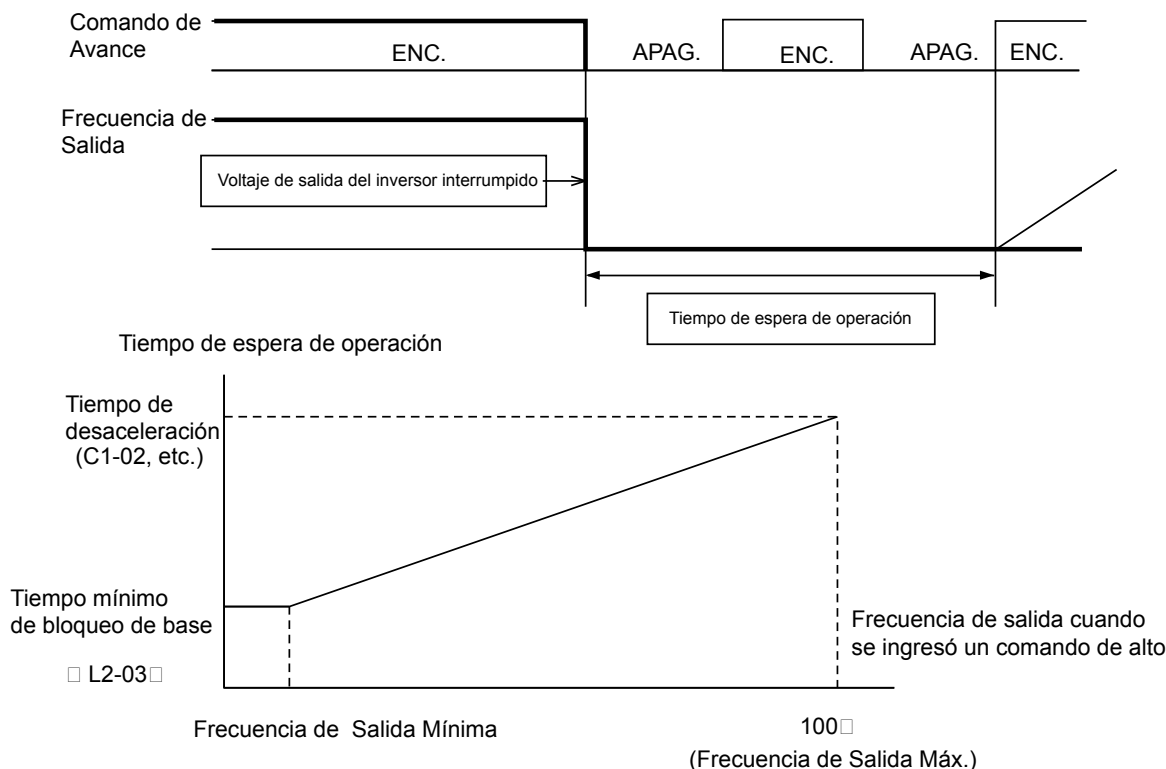 Comando de
Avance
ENC.
APAG.
ENC.
APAG.
ENC.
Frecuencia de
Salida
Voltaje de salida del inversor interrumpido
Tiempo de espera de operación
Tiempo de espera de operación
Tiempo de
desaceleración
(C1-02, etc.)
Tiempo mínimo
de bloqueo de base
□ L2-03□
Frecuencia de salida cuando
se ingresó un comando de alto
Frecuencia de Salida Mínima
100□
(Frecuencia de Salida Máx.)